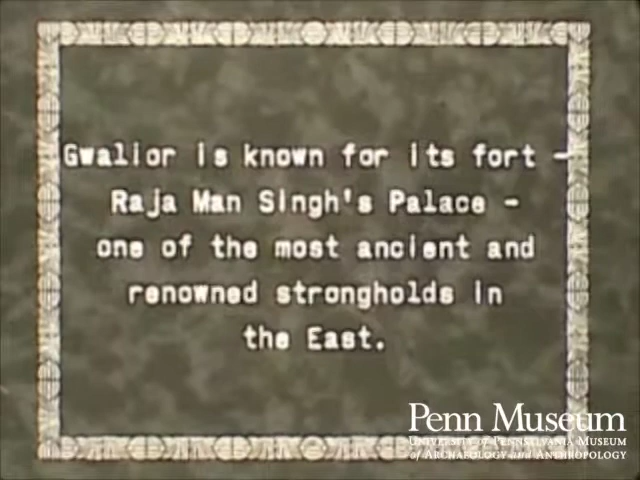 Gwalior is known for its fort -
Raja Man Singh's Palace -
one of the most ancient and
renowned strongholds in
the East.
Penn Museum
University of Pennsylvania Museum
of Archaeology and Anthropology